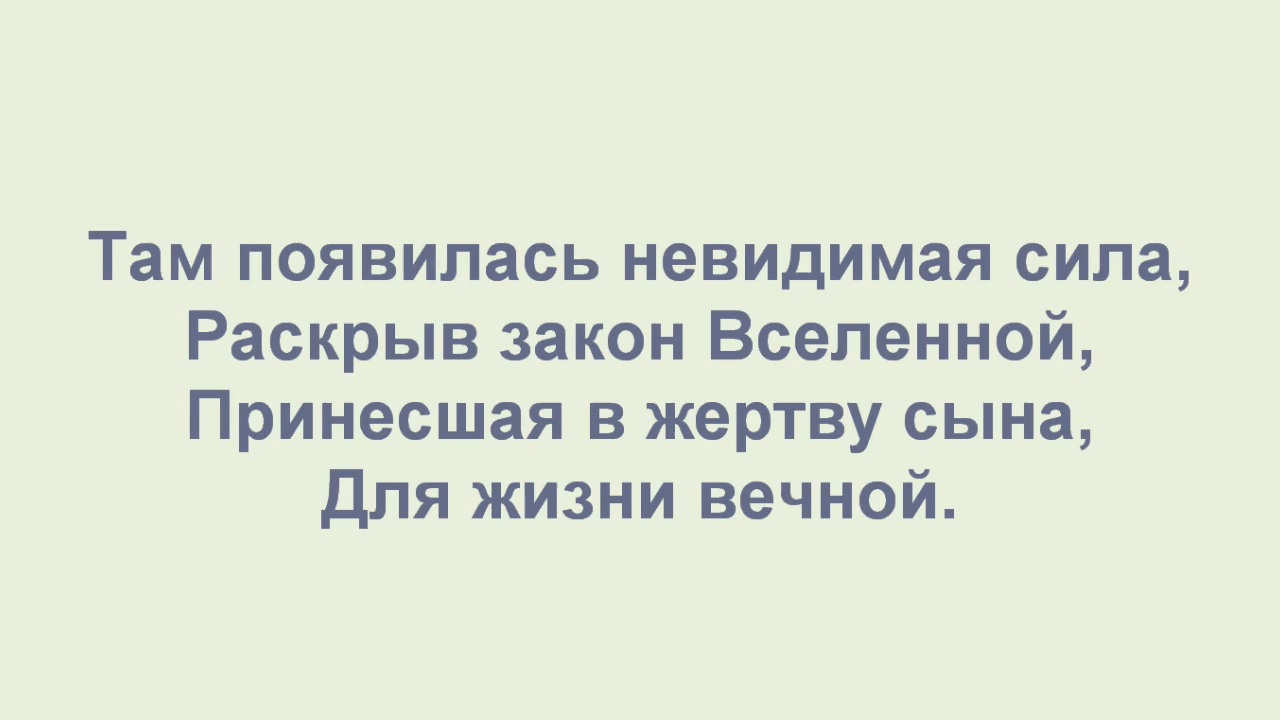 Там появилась невидимая сила,
Раскрыв закон Вселенной,
Принесшая в жертву сына,
Для жизни вечной.